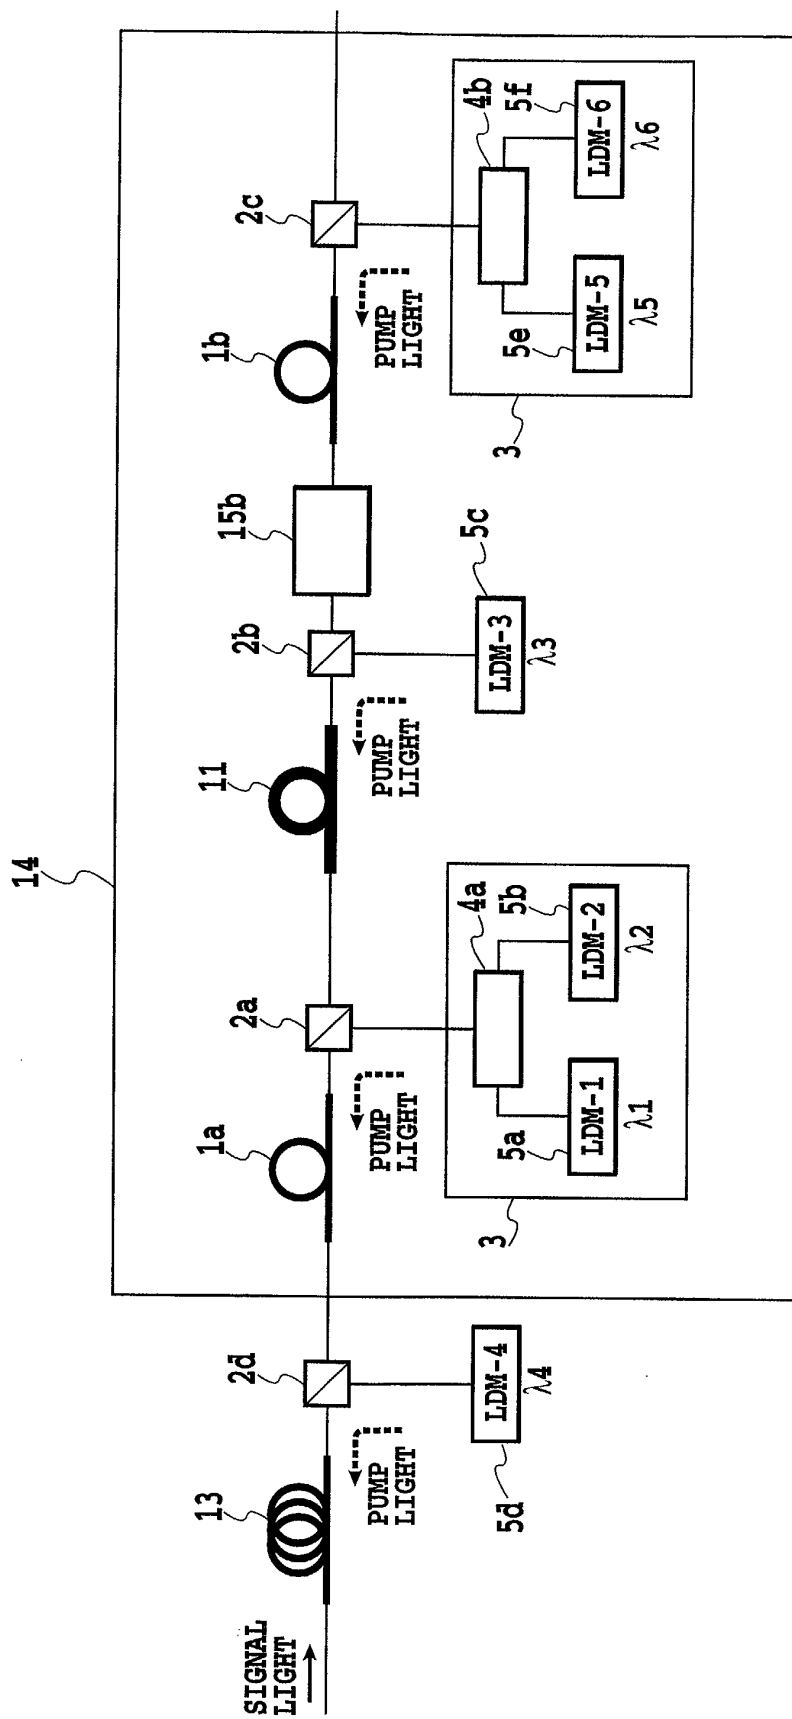 14
SIGNAL
LIGHT
13
2d
1a
2a
11
2b
15b
1b
2c
PUMP
LIGHT
PUMP
LIGHT
PUMP
LIGHT
PUMP
LIGHT
5d
LDM-4
λ4
3
4a
5a
LDM-1
λ1
5b
LDM-2
λ2
5c
LDM-3
λ3
3
4b
5e
LDM-5
λ5
5f
LDM-6
λ6